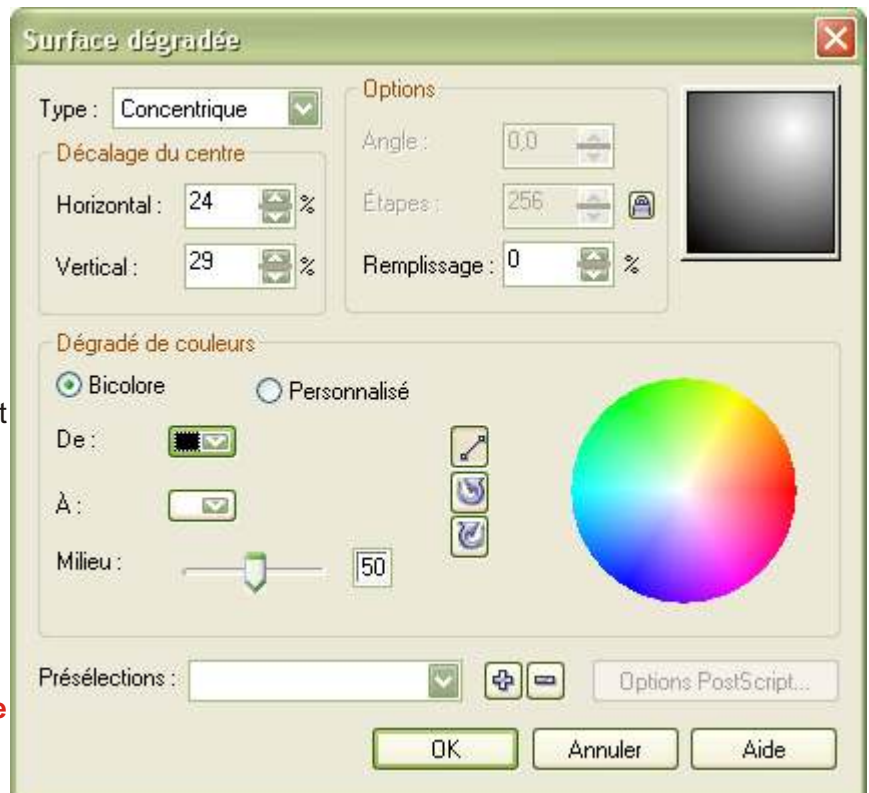 Surface dégradée
Type : Concentrique
Options
Décalage du centre
Angle : 0,0
Horizontal : 24 %
Étapes : 256
Vertical : 29 %
Remplissage : 0 %
Dégradé de couleurs
Bicolore Personnalisé
t
De :
À :
Milieu : 50
Présélections :
Options PostScript...
e
OK Annuler Aide